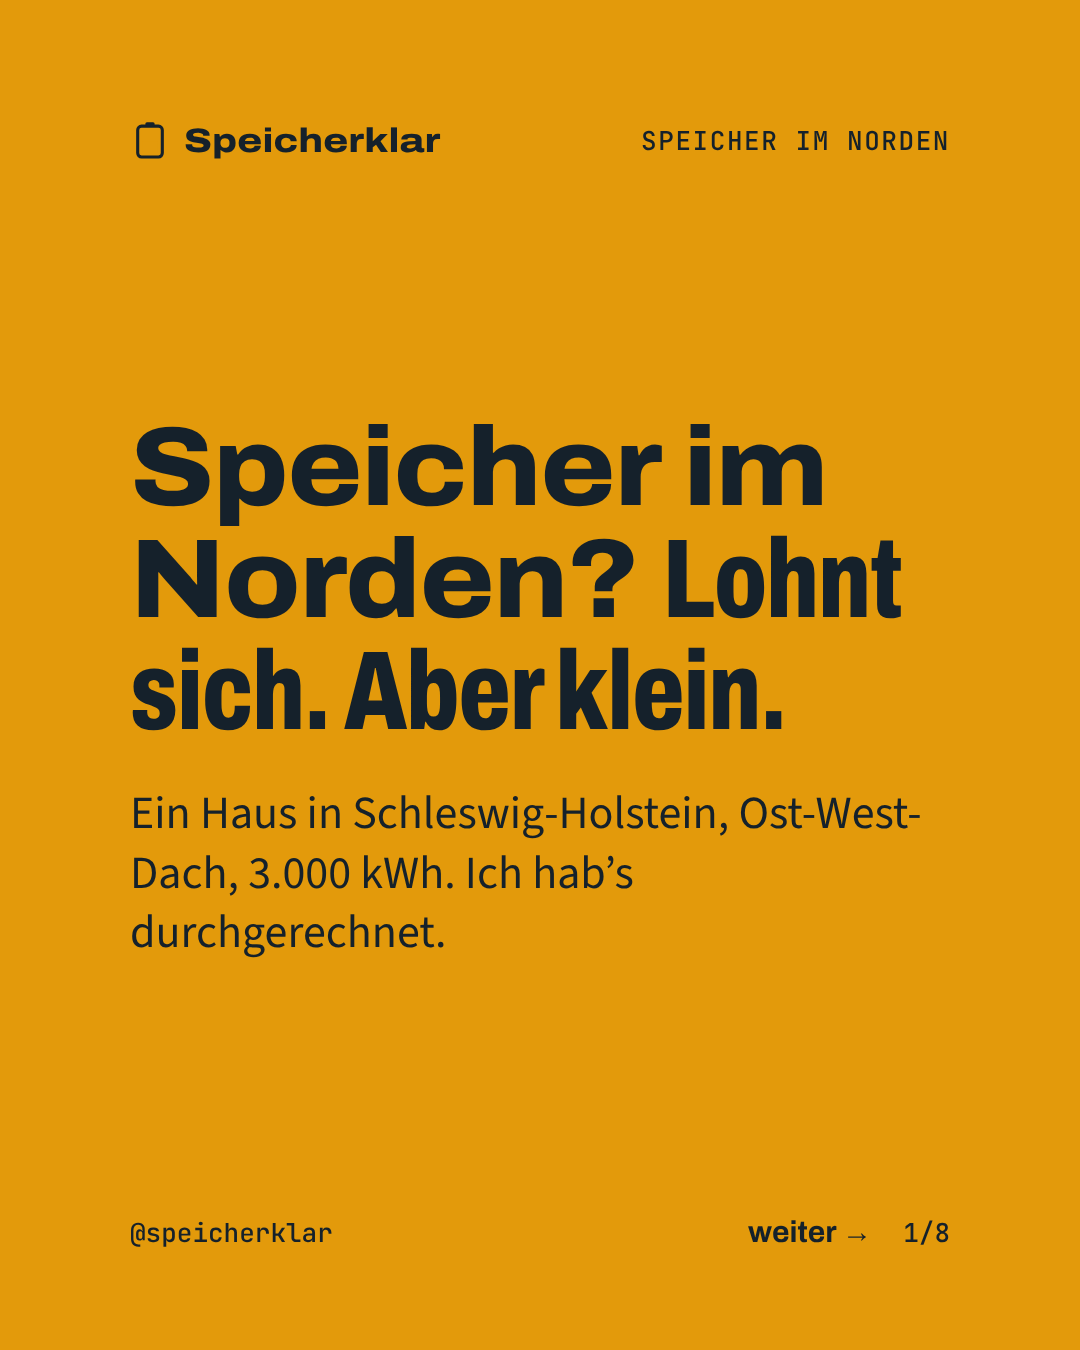 Speicherklar
SPEICHER IM NORDEN
Speicher im
Norden? Lohnt
sich. Aber klein.
Ein Haus in Schleswig-Holstein, Ost-West-
Dach, 3.000 kWh. Ich hab’s
durchgerechnet.
@speicherklar
weiter → 1/8